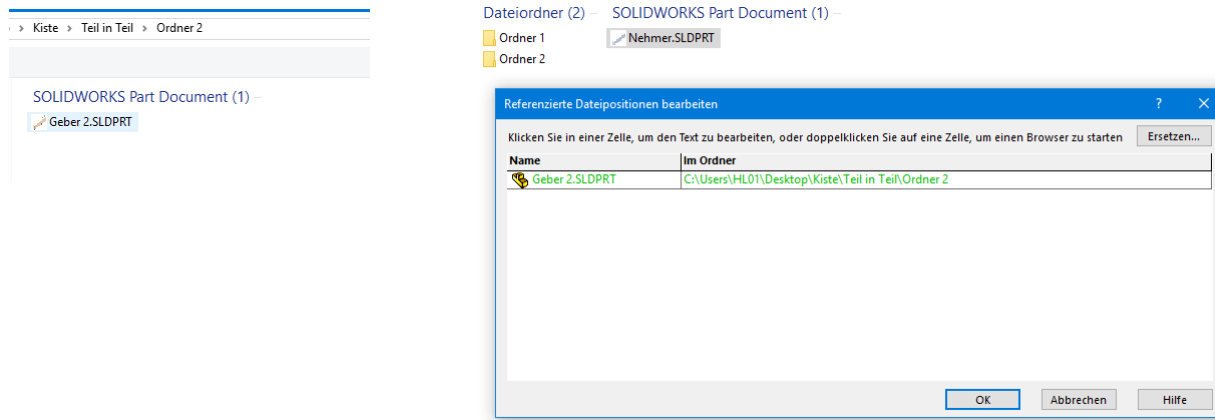 › Kiste › Teil in Teil › Ordner 2
SOLIDWORKS Part Document (1)
Geber 2.SLDPRT
Dateiordner (2) SOLIDWORKS Part Document (1)
Ordner 1 Nehmer.SLDPRT
Ordner 2
Referenzierte Dateipositionen bearbeiten ? ×
Klicken Sie in einer Zelle, um den Text zu bearbeiten, oder doppelklicken Sie auf eine Zelle, um einen Browser zu starten Ersetzen...
Name Im Ordner
Geber 2.SLDPRT C:\Users\HL01\Desktop\Kiste\Teil in Teil\Ordner 2
OK Abbrechen Hilfe